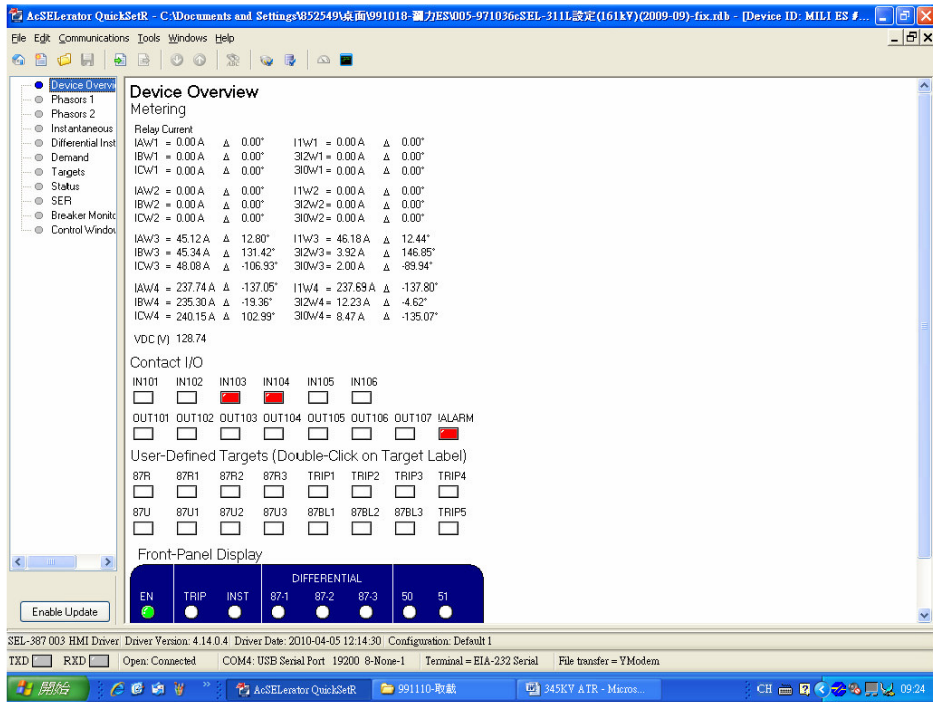 AcSELerator QuickSetR - C:\Documents and Settings\852549\桌面\991018-彌力ES\005-971036cSEL-311L設定(161kV)(2009-09)-fix.rdb - [Device ID: MILI ES #...
File Edit Communications Tools Windows Help
Device Overvi
Phasors 1
Phasors 2
Instantaneous
Differential Inst
Demand
Targets
Status
SER
Breaker Monito
Control Window
Device Overview
Metering
Relay Current
IAW1 = 0.00 A Δ 0.00° I1W1 = 0.00 A Δ 0.00°
IBW1 = 0.00 A Δ 0.00° 3I2W1 = 0.00 A Δ 0.00°
ICW1 = 0.00 A Δ 0.00° 3I0W1 = 0.00 A Δ 0.00°
IAW2 = 0.00 A Δ 0.00° I1W2 = 0.00 A Δ 0.00°
IBW2 = 0.00 A Δ 0.00° 3I2W2 = 0.00 A Δ 0.00°
ICW2 = 0.00 A Δ 0.00° 3I0W2 = 0.00 A Δ 0.00°
IAW3 = 45.12 A Δ 12.80° I1W3 = 46.18 A Δ 12.44°
IBW3 = 45.34 A Δ 131.42° 3I2W3 = 3.92 A Δ 146.85°
ICW3 = 48.08 A Δ -106.93° 3I0W3 = 2.00 A Δ -89.94°
IAW4 = 237.74 A Δ -137.05° I1W4 = 237.69 A Δ -137.80°
IBW4 = 235.30 A Δ -19.36° 3I2W4 = 12.23 A Δ -4.62°
ICW4 = 240.15 A Δ 102.99° 3I0W4 = 8.47 A Δ -135.07°
VDC (V) 128.74
Contact I/O
IN101 IN102 IN103 IN104 IN105 IN106
OUT101 OUT102 OUT103 OUT104 OUT105 OUT106 OUT107 !ALARM
User-Defined Targets (Double-Click on Target Label)
87R 87R1 87R2 87R3 TRIP1 TRIP2 TRIP3 TRIP4
87U 87U1 87U2 87U3 87BL1 87BL2 87BL3 TRIP5
Front-Panel Display
DIFFERENTIAL
EN TRIP INST 87-1 87-2 87-3 50 51
Enable Update
SEL-387 003 HMI Driver Driver Version: 4.14.0.4 Driver Date: 2010-04-05 12:14:30 Configuration: Default 1
TXD RXD Open: Connected COM4: USB Serial Port 19200 8-None-1 Terminal = EIA-232 Serial File transfer = YModem
開始 AcSELerator QuickSetR 991110-取載 345KV ATR - Micros... CH 09:24